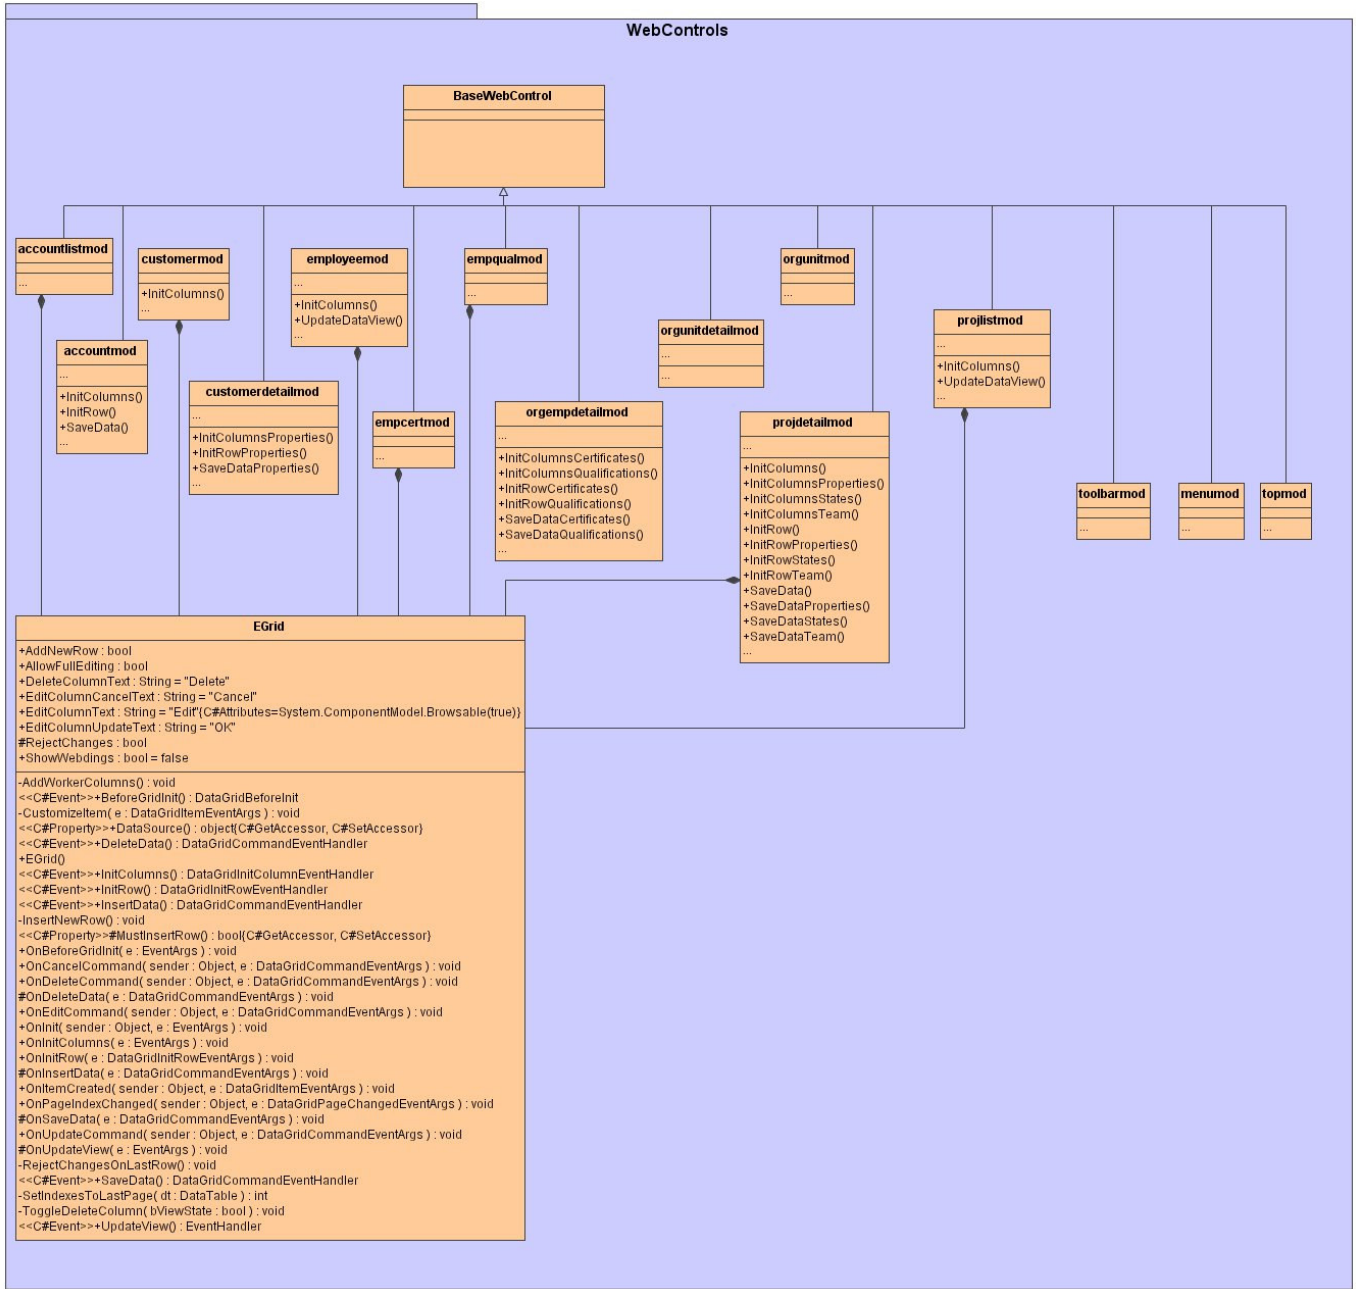 WebControls
BaseWebControl
accountlistmod
...
customermod
+InitColumns()
...
employeemod
...
+InitColumns()
+UpdateDataView()
...
empqualmod
...
orgunitmod
...
accountmod
...
+InitColumns()
+InitRow()
+SaveData()
...
customerdetailmod
...
+InitColumnsProperties()
+InitRowProperties()
+SaveDataProperties()
...
empcertmod
...
orgempdetailmod
...
+InitColumnsCertificates()
+InitColumnsQualifications()
+InitRowCertificates()
+InitRowQualifications()
+SaveDataCertificates()
+SaveDataQualifications()
...
orgunitdetailmod
...
...
projdetailmod
...
+InitColumns()
+InitColumnsProperties()
+InitColumnsStates()
+InitColumnsTeam()
+InitRow()
+InitRowProperties()
+InitRowStates()
+InitRowTeam()
+SaveData()
+SaveDataProperties()
+SaveDataStates()
+SaveDataTeam()
...
projlistmod
...
+InitColumns()
+UpdateDataView()
...
toolbarmod
...
menumod
...
topmod
...
EGrid
+AddNewRow : bool
+AllowFullEditing : bool
+DeleteColumnText : String = "Delete"
+EditColumnCancelText : String = "Cancel"
+EditColumnText : String = "Edit"{C#Attributes=System.ComponentModel.Browsable(true)}
+EditColumnUpdateText : String = "OK"
#RejectChanges : bool
+ShowWebdings : bool = false
-AddWorkerColumns() : void
<<C#Event>>+BeforeGridInit() : DataGridBeforeInit
-CustomizeItem( e : DataGridItemEventArgs ) : void
<<C#Property>>+DataSource() : object{C#GetAccessor, C#SetAccessor}
<<C#Event>>+DeleteData() : DataGridCommandEventHandler
+EGrid()
<<C#Event>>+InitColumns() : DataGridInitColumnEventHandler
<<C#Event>>+InitRow() : DataGridInitRowEventHandler
<<C#Event>>+InsertData() : DataGridCommandEventHandler
-InsertNewRow() : void
<<C#Property>>#MustInsertRow() : bool{C#GetAccessor, C#SetAccessor}
+OnBeforeGridInit( e : EventArgs ) : void
+OnCancelCommand( sender : Object, e : DataGridCommandEventArgs ) : void
+OnDeleteCommand( sender : Object, e : DataGridCommandEventArgs ) : void
#OnDeleteData( e : DataGridCommandEventArgs ) : void
+OnEditCommand( sender : Object, e : DataGridCommandEventArgs ) : void
+OnInit( sender : Object, e : EventArgs ) : void
+OnInitColumns( e : EventArgs ) : void
+OnInitRow( e : DataGridInitRowEventArgs ) : void
#OnInsertData( e : DataGridCommandEventArgs ) : void
+OnItemCreated( sender : Object, e : DataGridItemEventArgs ) : void
+OnPageIndexChanged( sender : Object, e : DataGridPageChangedEventArgs ) : void
#OnSaveData( e : DataGridCommandEventArgs ) : void
+OnUpdateCommand( sender : Object, e : DataGridCommandEventArgs ) : void
#OnUpdateView( e : EventArgs ) : void
-RejectChangesOnLastRow() : void
<<C#Event>>+SaveData() : DataGridCommandEventHandler
-SetIndexesToLastPage( dt : DataTable ) : int
-ToggleDeleteColumn( bViewState : bool ) : void
<<C#Event>>+UpdateView() : EventHandler